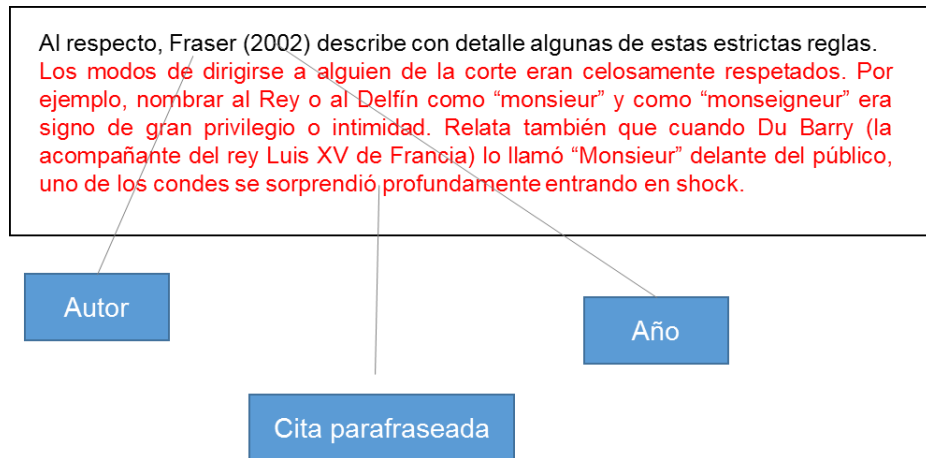 Al respecto, Fraser (2002) describe con detalle algunas de estas estrictas reglas.
Los modos de dirigirse a alguien de la corte eran celosamente respetados. Por
ejemplo, nombrar al Rey o al Delfín como “monsieur” y como “monseigneur” era
signo de gran privilegio o intimidad. Relata también que cuando Du Barry (la
acompañante del rey Luis XV de Francia) lo llamó “Monsieur” delante del público,
uno de los condes se sorprendió profundamente entrando en shock.
Autor
Año
Cita parafraseada